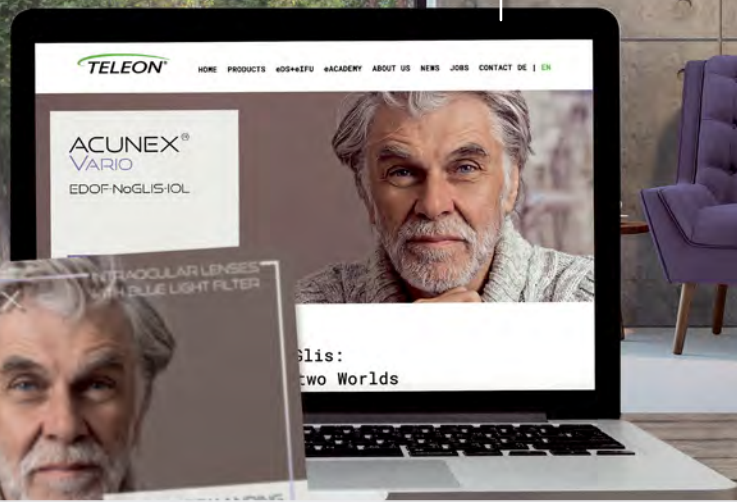 TELEON®
HOME PRODUCTS eOS+eIFU eACADEMY ABOUT US NEWS JOBS CONTACT DE | EN
ACUNEX®
VARIO
EDOF-NoGLIS-IOL
INTRAOCULAR LENSES
WITH BLUE LIGHT FILTER
X
Glis:
two Worlds